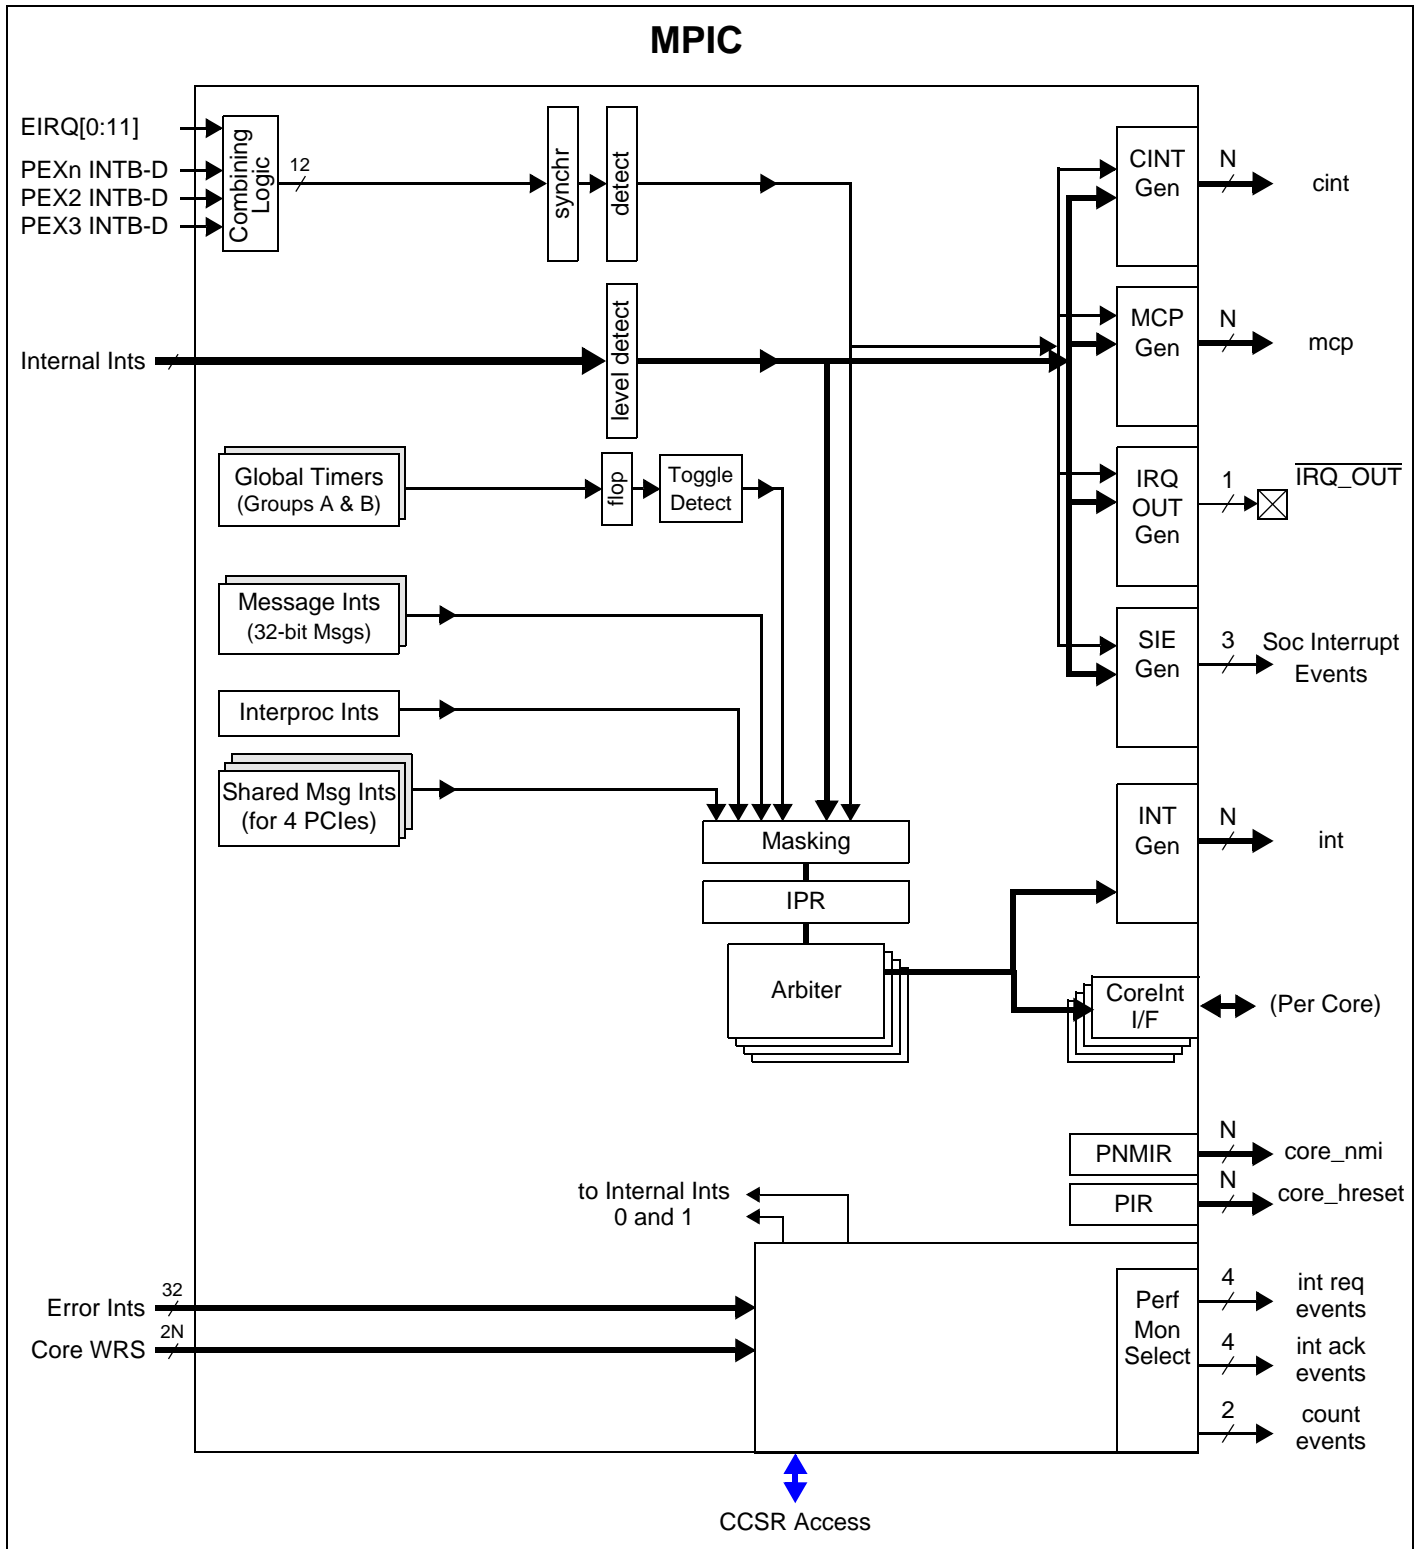 MPIC
EIRQ[0:11]
PEXn INTB-D
PEX2 INTB-D
PEX3 INTB-D
Combining
Logic
12
synchr
detect
CINT
Gen
N
cint
Internal Ints
level detect
MCP
Gen
N
mcp
Global Timers
(Groups A & B)
flop
Toggle
Detect
IRQ
OUT
Gen
1
IRQ_OUT
Message Ints
(32-bit Msgs)
SIE
Gen
3
Soc Interrupt
Events
Interproc Ints
Shared Msg Ints
(for 4 PCIes)
Masking
IPR
Arbiter
INT
Gen
N
int
CoreInt
I/F
(Per Core)
PNMIR
N
core_nmi
PIR
N
core_hreset
to Internal Ints
0 and 1
Error Ints
32
Core WRS
2N
Perf
Mon
Select
4
int req
events
4
int ack
events
2
count
events
CCSR Access